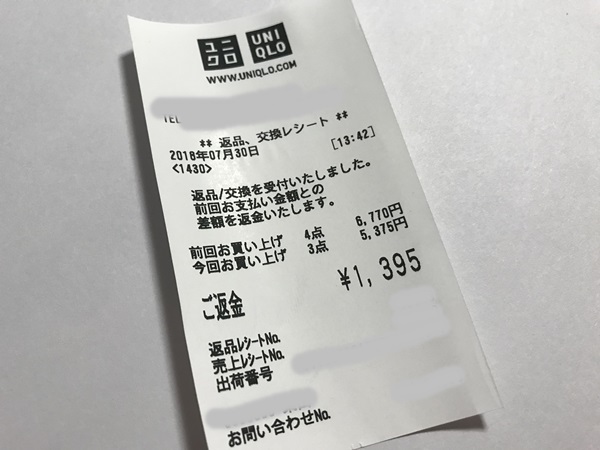 ユニクロ UNIQLO
WWW.UNIQLO.COM
TEL
** 返品、交換レシート **
2018年07月30日 [13:42]
<1430>
返品/交換を受付いたしました。
前回お支払い金額との
差額を返金いたします。
前回お買い上げ 4点 6,770円
今回お買い上げ 3点 5,375円
ご返金 ¥1,395
返品レシートNo.
売上レシートNo.
出荷番号
お問い合わせNo.